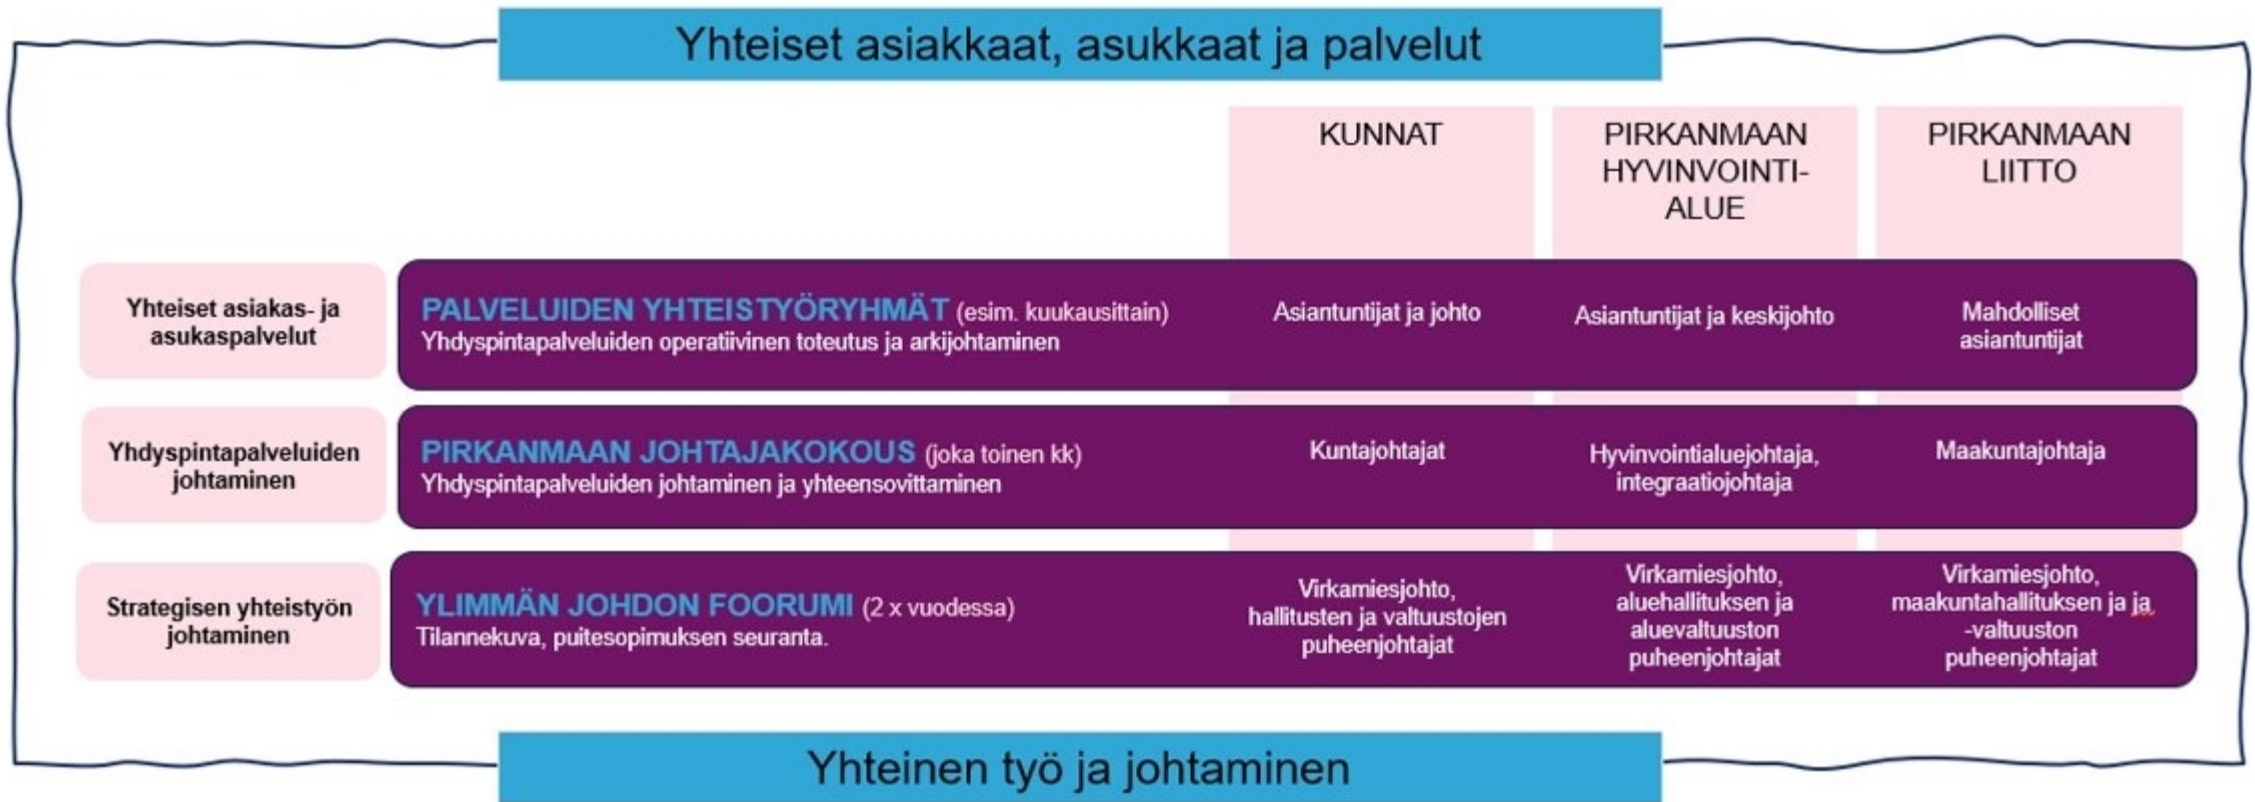 Yhteiset asiakkaat, asukkaat ja palvelut
KUNNAT
PIRKANMAAN
HYVINVOINTI-
ALUE
PIRKANMAAN
LIITTO
Yhteiset asiakas- ja
asukaspalvelut
PALVELUIDEN YHTEISTYÖRYHMÄT (esim. kuukausittain)
Yhdyspintapalveluiden operatiivinen toteutus ja arkijohtaminen
Asiantuntijat ja johto
Asiantuntijat ja keskijohto
Mahdolliset
asiantuntijat
Yhdyspintapalveluiden
johtaminen
PIRKANMAAN JOHTAJAKOKOUS (joka toinen kk)
Yhdyspintapalveluiden johtaminen ja yhteensovittaminen
Kuntajohtajat
Hyvinvointialuejohtaja,
integraatiojohtaja
Maakuntajohtaja
Strategisen yhteistyön
johtaminen
YLIMMÄN JOHDON FOORUMI (2 x vuodessa)
Tilannekuva, puitesopimuksen seuranta.
Virkamiesjohto,
hallitusten ja valtuustojen
puheenjohtajat
Virkamiesjohto,
aluehallituksen ja
aluevaltuuston
puheenjohtajat
Virkamiesjohto,
maakuntahallituksen ja ja
-valtuuston
puheenjohtajat
Yhteinen työ ja johtaminen